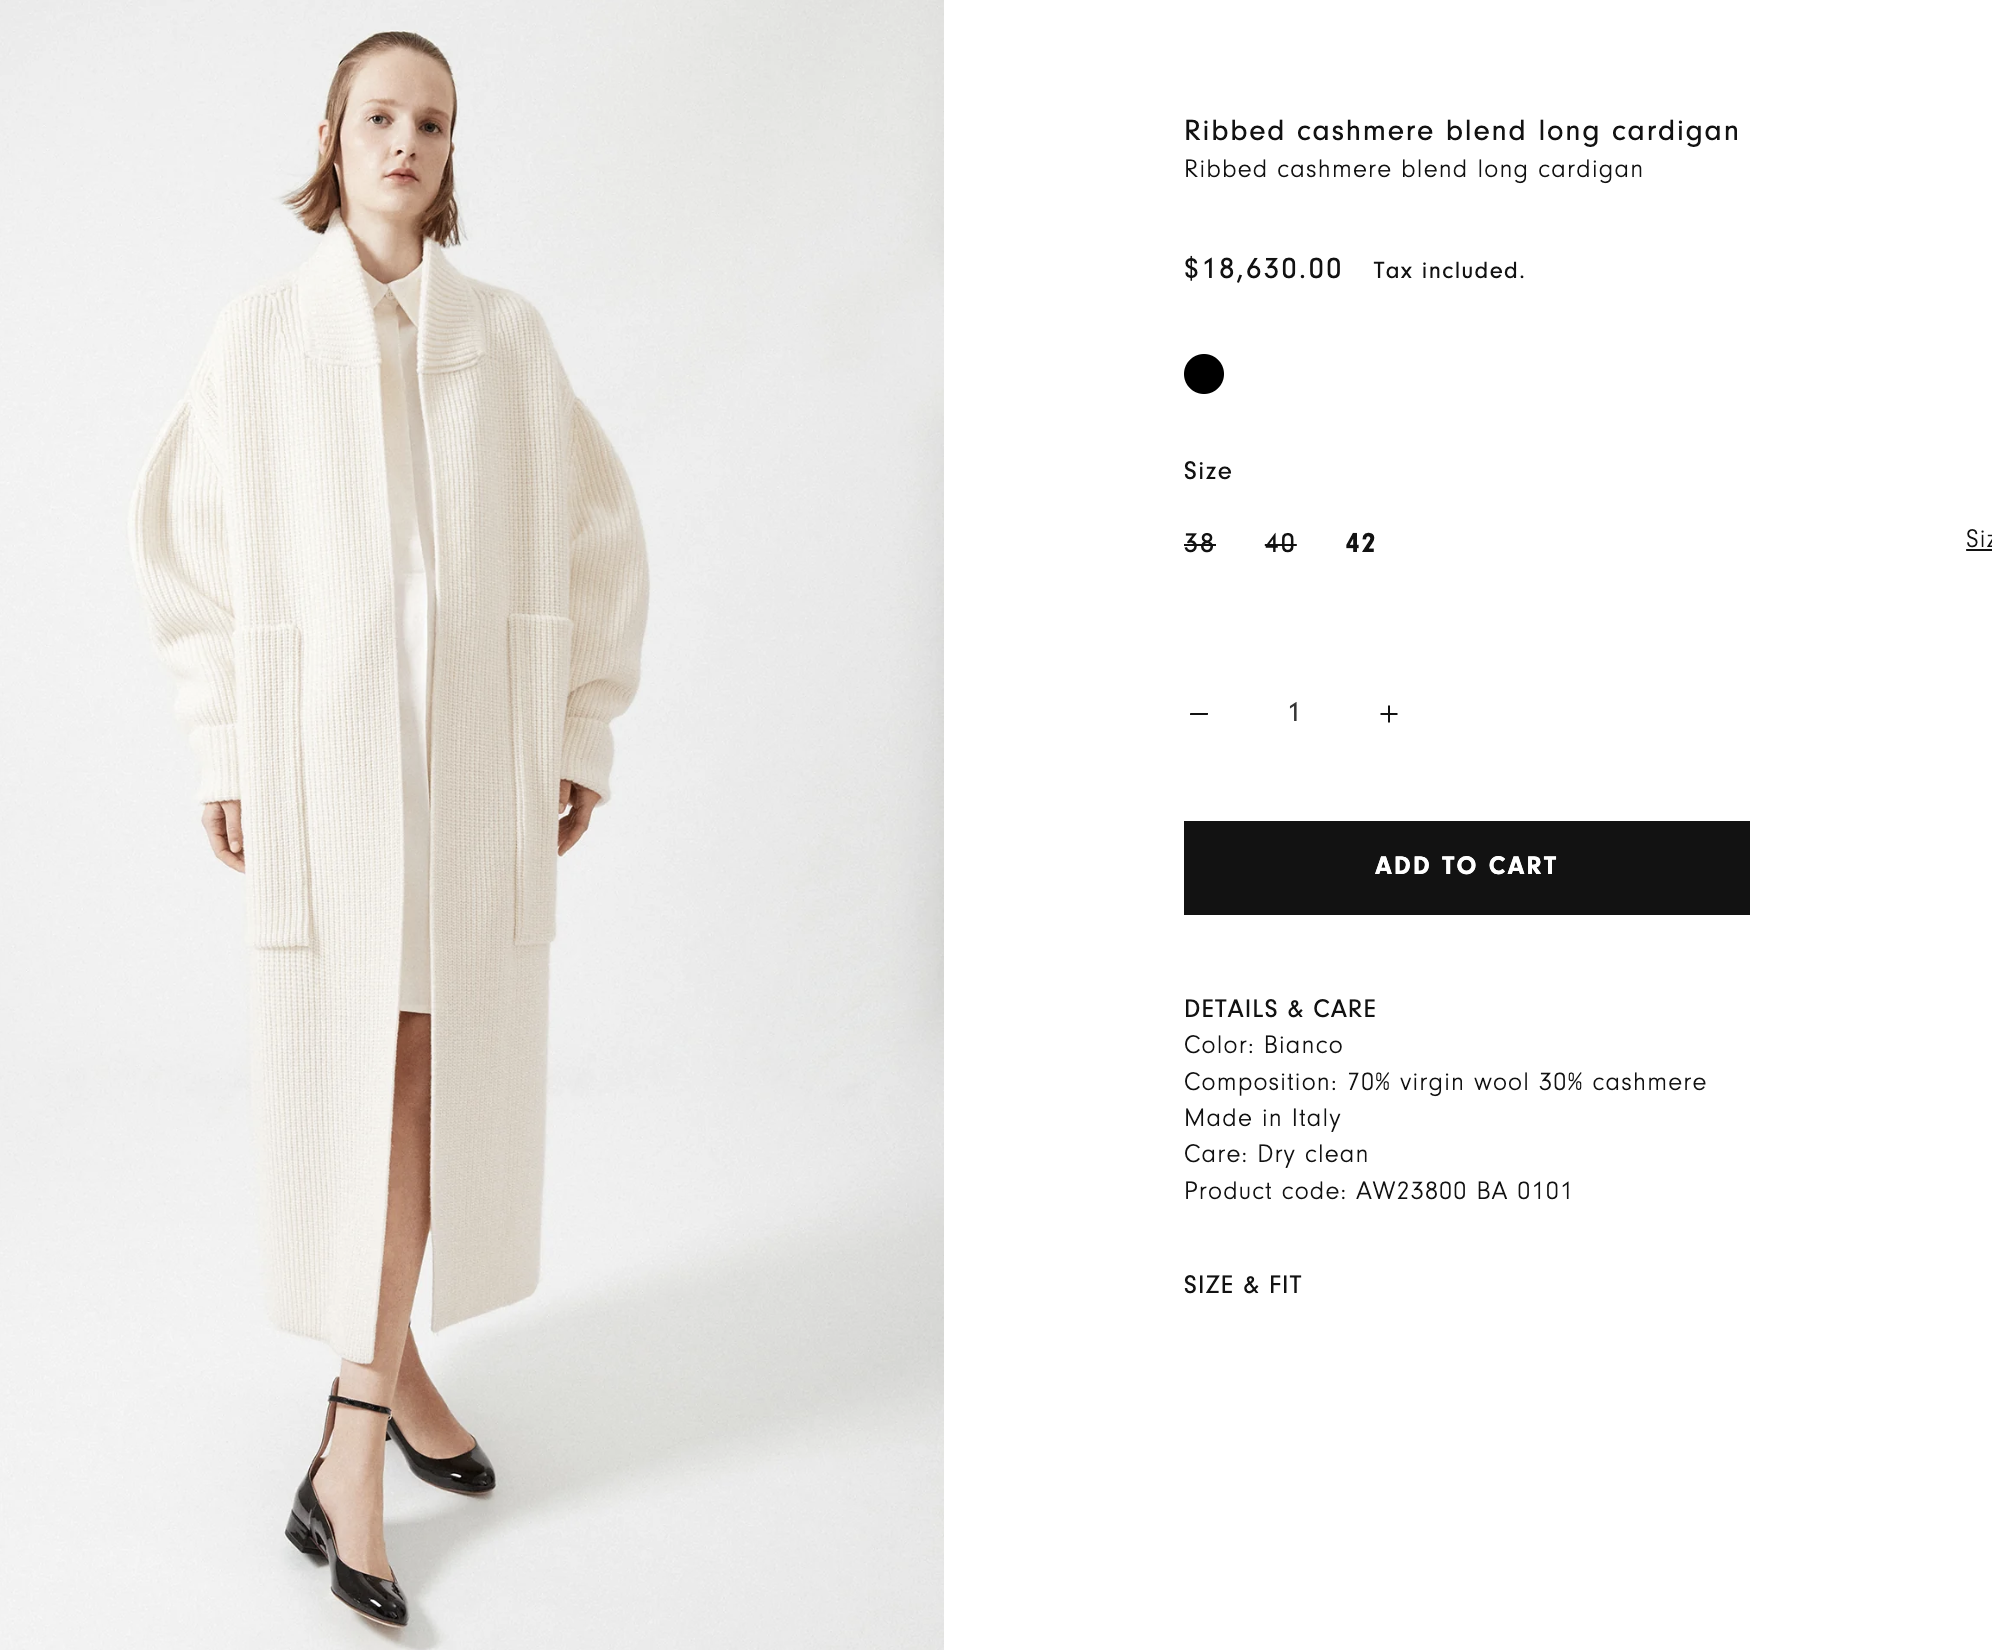 Ribbed cashmere blend long cardigan
Ribbed cashmere blend long cardigan
$18,630.00 Tax included.
Size
38 40 42
− 1 +
ADD TO CART
DETAILS & CARE
Color: Bianco
Composition: 70% virgin wool 30% cashmere
Made in Italy
Care: Dry clean
Product code: AW23800 BA 0101
SIZE & FIT